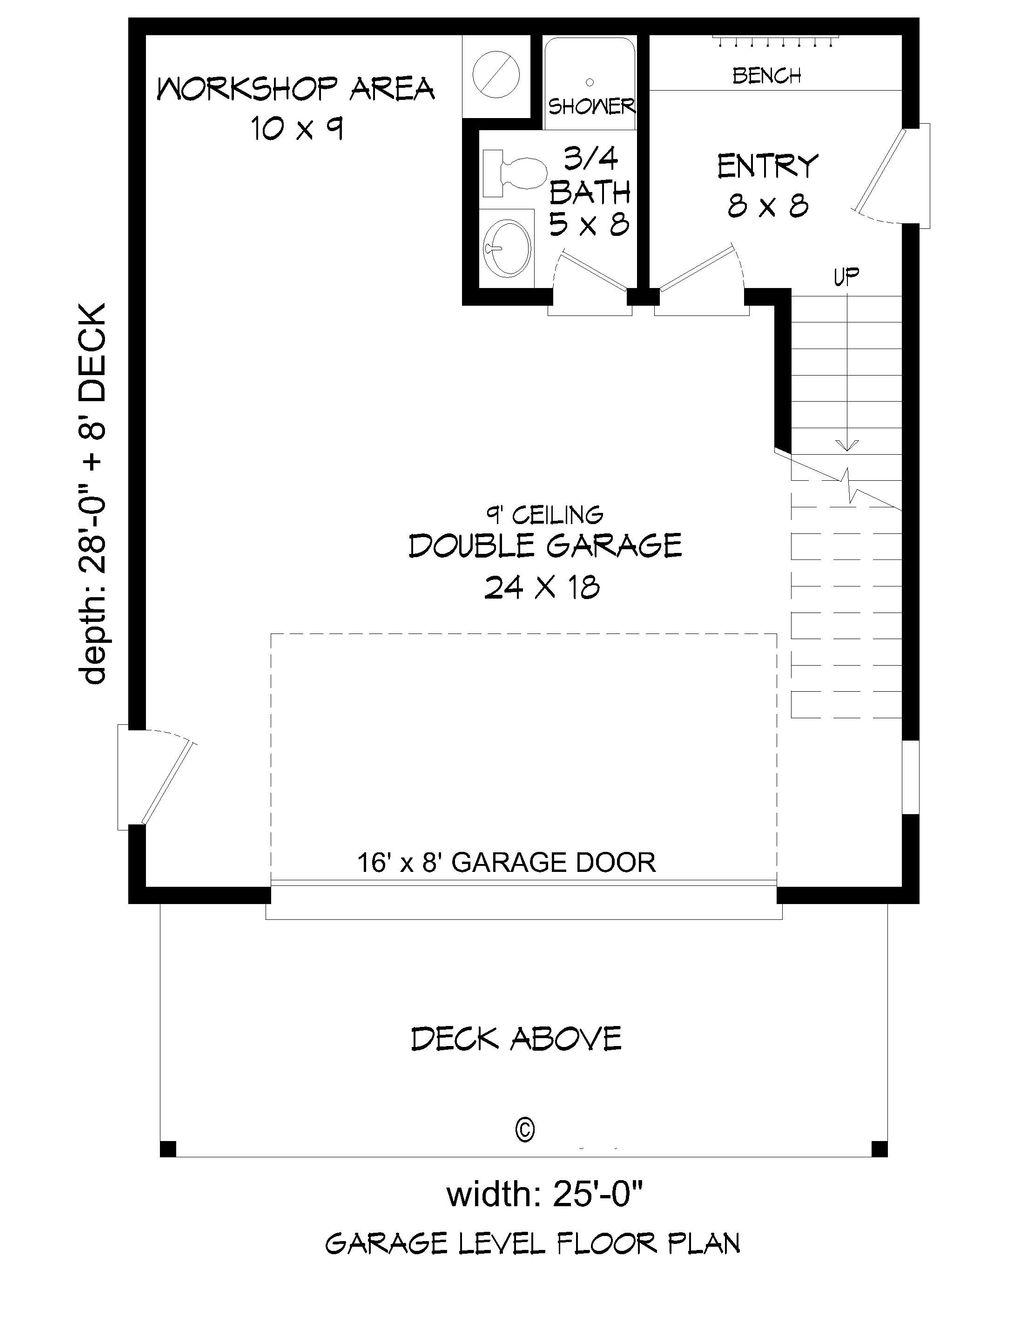 WORKSHOP AREA
10 x 9
SHOWER
3/4
BATH
5 x 8
BENCH
ENTRY
8 x 8
UP
depth: 28'-0" + 8' DECK
9' CEILING
DOUBLE GARAGE
24 X 18
16' x 8' GARAGE DOOR
DECK ABOVE
©
width: 25'-0"
GARAGE LEVEL FLOOR PLAN